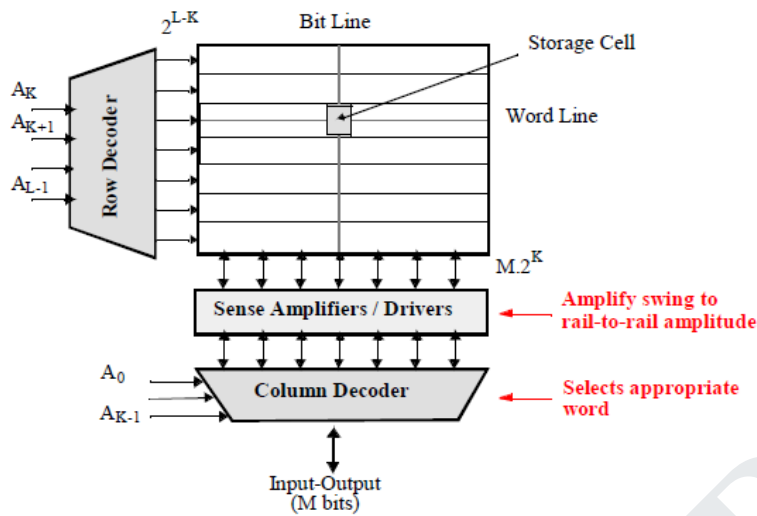 2^{L-K}
Bit Line
Storage Cell
A_K
A_{K+1}
A_{L-1}
Row Decoder
Word Line
M.2^K
Sense Amplifiers / Drivers
Amplify swing to
rail-to-rail amplitude
A_0
A_{K-1}
Column Decoder
Selects appropriate
word
Input-Output
(M bits)